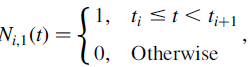 N_{i,1}(t) = { 1, t_i ≤ t < t_{i+1}
0, Otherwise ,